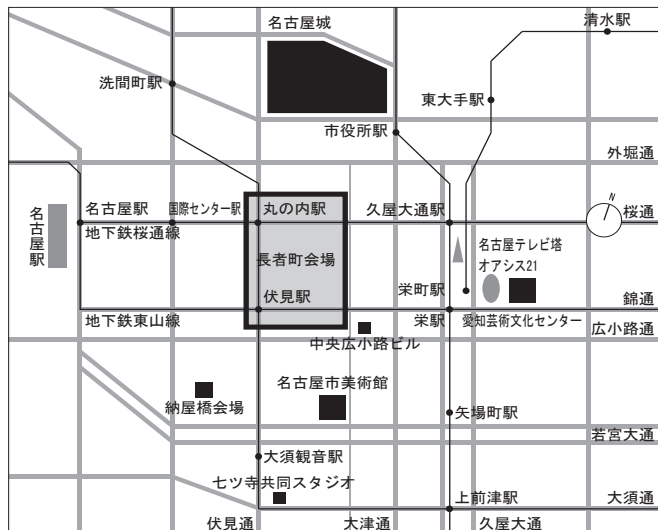 名古屋城
清水駅
洗間町駅
東大手駅
市役所駅
外堀通
名古屋駅
名古屋駅
国際センター駅
丸の内駅
久屋大通駅
桜通
N
地下鉄桜通線
名古屋テレビ塔
オアシス21
長者町会場
栄町駅
伏見駅
錦通
地下鉄東山線
栄駅
愛知芸術文化センター
広小路通
中央広小路ビル
名古屋市美術館
納屋橋会場
矢場町駅
若宮大通
大須観音駅
七ツ寺共同スタジオ
上前津駅
大須通
伏見通
大津通
久屋大通